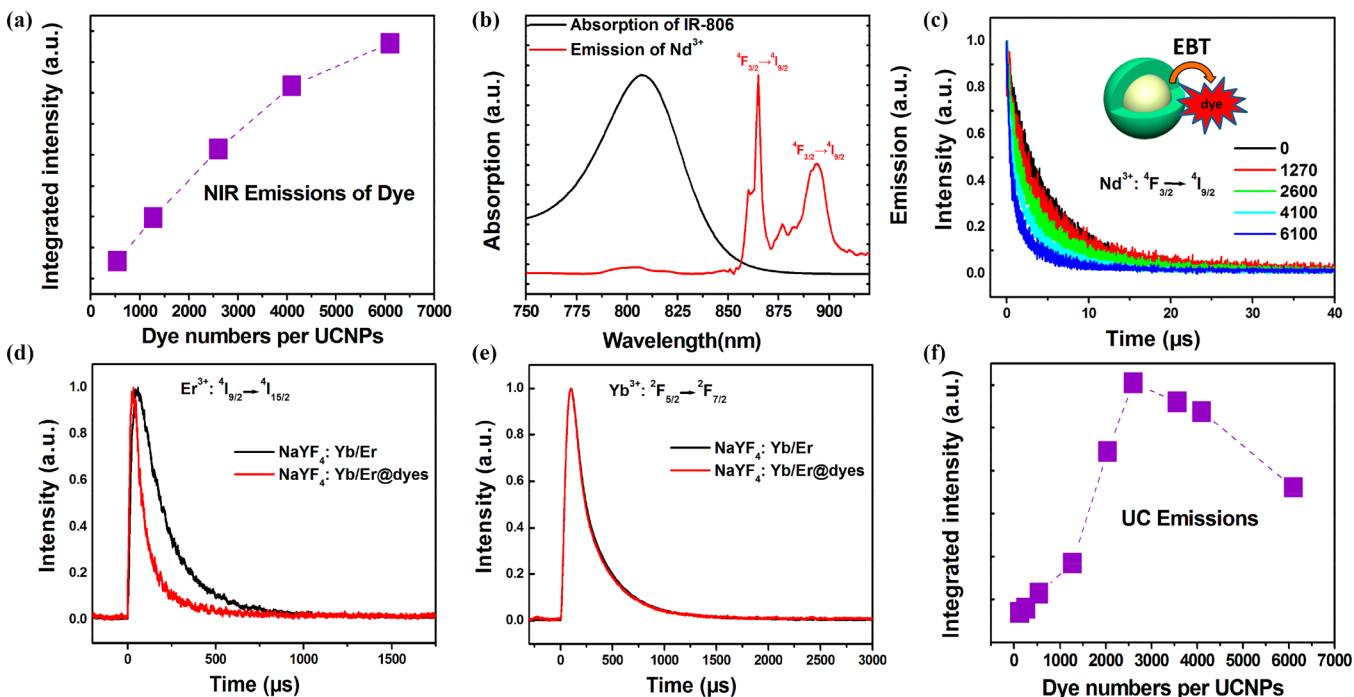 (a)
Integrated intensity (a.u.)
NIR Emissions of Dye
0 1000 2000 3000 4000 5000 6000 7000
Dye numbers per UCNPs
(b)
Absorption of IR-806
Emission of Nd³⁺
⁴F₃/₂→⁴I₉/₂
⁴F₃/₂→⁴I₉/₂
Absorption (a.u.)
Emission (a.u.)
750 775 800 825 850 875 900
Wavelength(nm)
(c)
Intensity (a.u.)
1.0
0.8
0.6
0.4
0.2
0.0
EBT
dye
Nd³⁺: ⁴F₃/₂→ ⁴I₉/₂
0
1270
2600
4100
6100
0 10 20 30 40
Time (µs)
(d)
Intensity (a.u.)
1.0
0.8
0.6
0.4
0.2
0.0
Er³⁺: ⁴I₉/₂→⁴I₁₅/₂
NaYF₄: Yb/Er
NaYF₄: Yb/Er@dyes
0 500 1000 1500
Time (µs)
(e)
Intensity (a.u.)
1.0
0.8
0.6
0.4
0.2
0.0
Yb³⁺: ²F₅/₂→²F₇/₂
NaYF₄: Yb/Er
NaYF₄: Yb/Er@dyes
0 500 1000 1500 2000 2500 3000
Time (µs)
(f)
Integrated intensity (a.u.)
UC Emissions
0 1000 2000 3000 4000 5000 6000 7000
Dye numbers per UCNPs